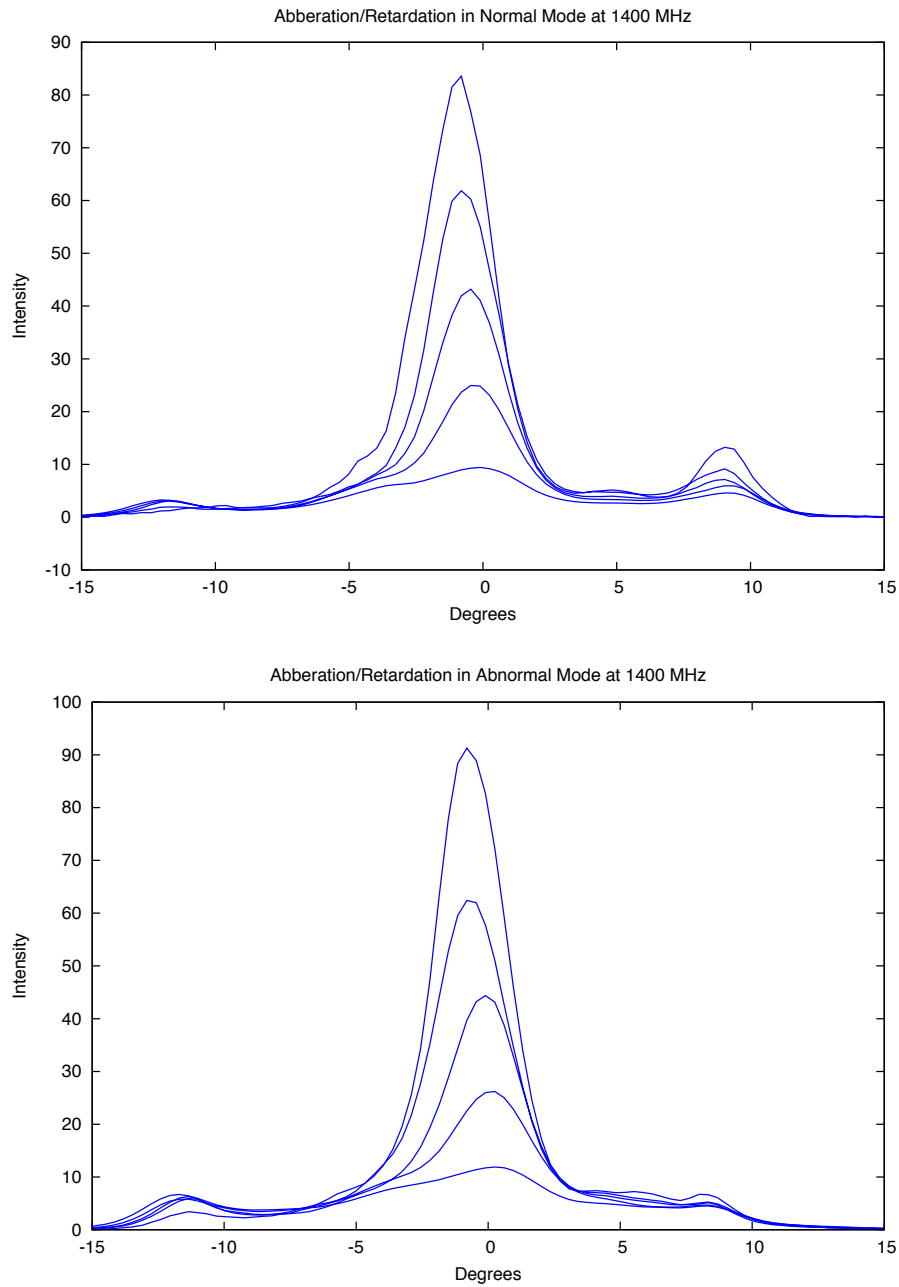 Abberation/Retardation in Normal Mode at 1400 MHz
90
80
70
60
50
40
30
20
10
0
-10
Intensity
-15 -10 -5 0 5 10 15
Degrees
Abberation/Retardation in Abnormal Mode at 1400 MHz
100
90
80
70
60
50
40
30
20
10
0
Intensity
-15 -10 -5 0 5 10 15
Degrees